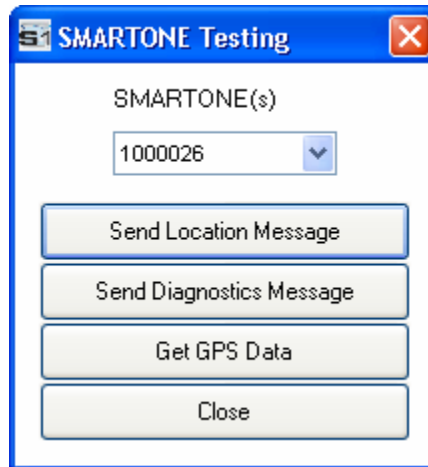 S1 SMARTONE Testing
SMARTONE(s)
1000026
Send Location Message
Send Diagnostics Message
Get GPS Data
Close